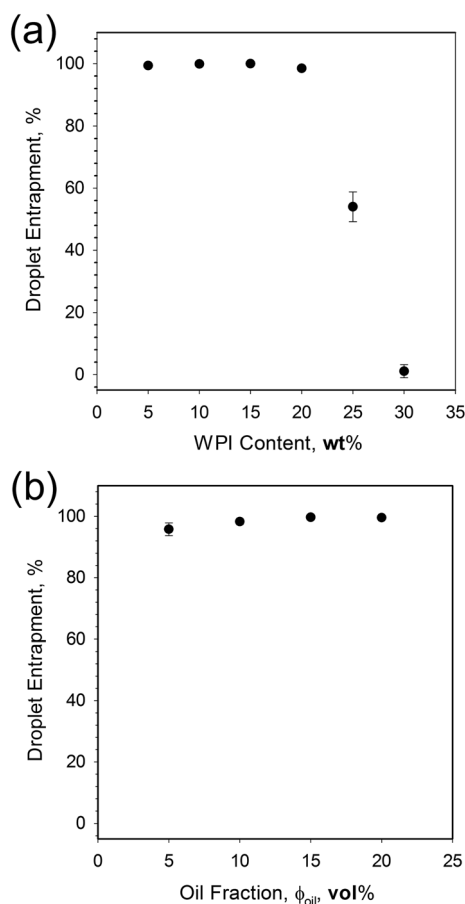 (a)
100
80
60
40
20
0
Droplet Entrapment, %
0 5 10 15 20 25 30 35
WPI Content, wt%
(b)
100
80
60
40
20
0
Droplet Entrapment, %
0 5 10 15 20 25
Oil Fraction, ϕoil, vol%